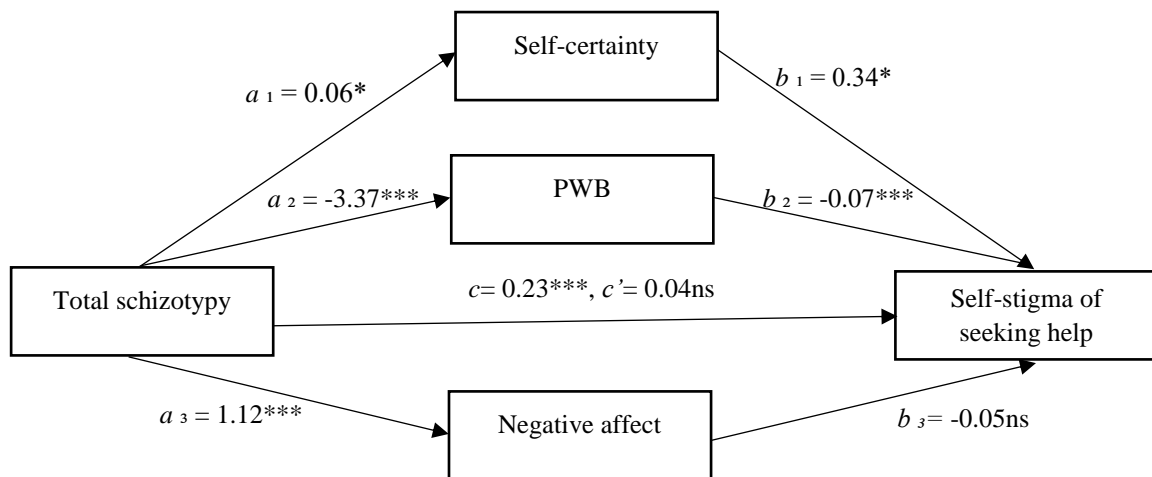 Self-certainty
a ₁ = 0.06*
b ₁ = 0.34*
PWB
a ₂ = -3.37***
b ₂ = -0.07***
Total schizotypy
c= 0.23***, c’= 0.04ns
Self-stigma of
seeking help
a ₃ = 1.12***
Negative affect
b ₃= -0.05ns